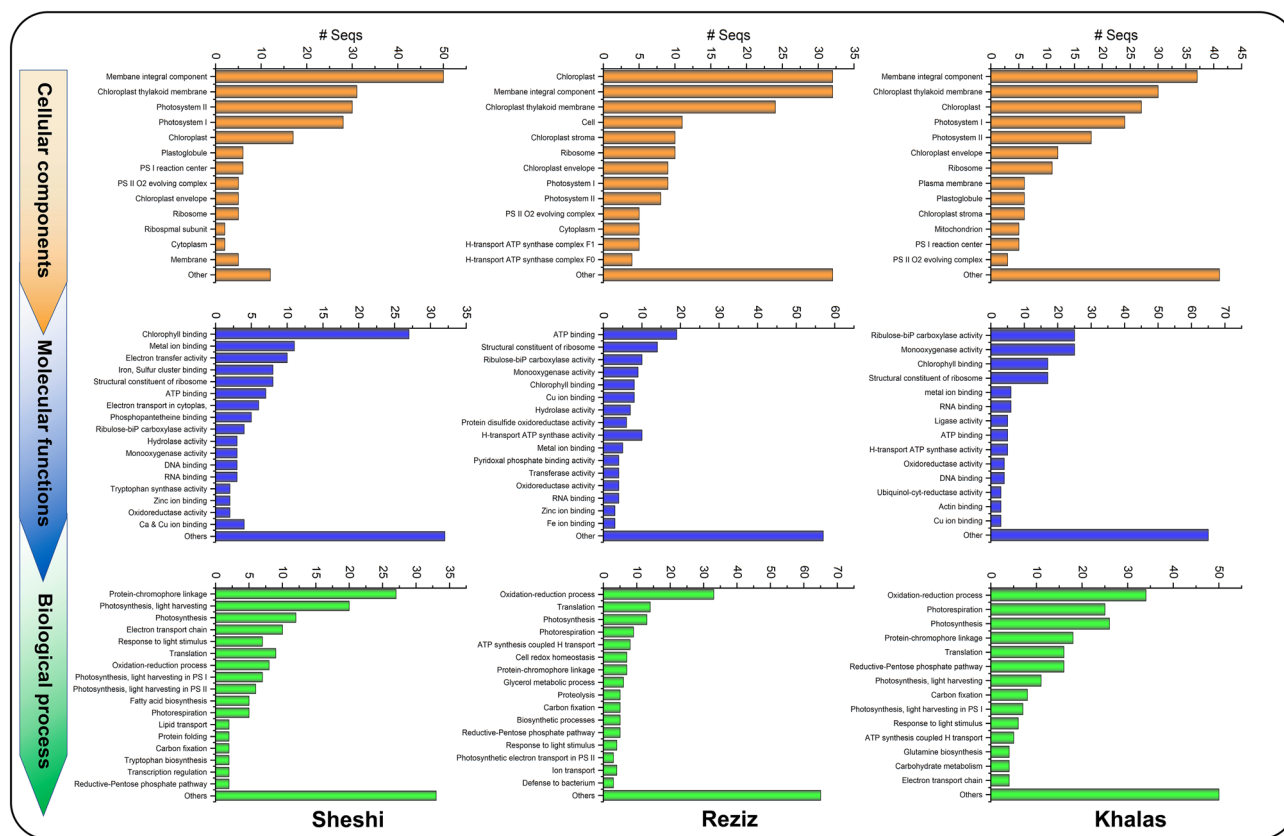 # Seqs
0 10 20 30 40 50
Membane integral component
Chloroplast thylakoid membrane
Photosystem II
Photosystem I
Chloroplast
Plastoglobule
PS I reaction center
PS II O2 evolving complex
Chloroplast envelope
Ribosome
Ribospmal subunit
Cytoplasm
Membrane
Other
# Seqs
0 5 10 15 20 25 30 35
Chloroplast
Membane integral component
Chloroplast thylakoid membrane
Cell
Chloroplast stroma
Ribosome
Chloroplast envelope
Photosystem I
Photosystem II
PS II O2 evolving complex
Cytoplasm
H-transport ATP synthase complex F1
H-transport ATP synthase complex F0
Other
# Seqs
0 5 10 15 20 25 30 35 40 45
Membane integral component
Chloroplast thylakoid membrane
Chloroplast
Photosystem I
Photosystem II
Chloroplast envelope
Ribosome
Plasma membrane
Plastoglobule
Chloroplast stroma
Mitochondrion
PS I reaction center
PS II O2 evolving complex
Other
Cellular components
0 5 10 15 20 25 30 35
Chlorophyll binding
Metal ion binding
Electron transfer activity
Iron, Sulfur cluster binding
Structural constituent of ribosome
ATP binding
Electron transport in cytoplas,
Phosphopantetheine binding
Ribulose-biP carboxylase activity
Hydrolase activity
Monooxygenase activity
DNA binding
RNA binding
Tryptophan synthase activity
Zinc ion binding
Oxidoreductase activity
Ca & Cu ion binding
Others
0 10 20 30 40 50 60
ATP binding
Structural constituent of ribosome
Ribulose-biP carboxylase activity
Monooxygenase activity
Chlorophyll binding
Cu ion binding
Hydrolase activity
Protein disulfide oxidoreductase activity
H-transport ATP synthase activity
Metal ion binding
Pyridoxal phosphate binding activity
Transferase activity
Oxidoreductase activity
RNA binding
Zinc ion binding
Fe ion binding
Other
0 10 20 30 40 50 60 70
Ribulose-biP carboxylase activity
Monooxygenase activity
Chlorophyll binding
Structural constituent of ribosome
metal ion binding
RNA binding
Ligase activity
ATP binding
H-transport ATP synthase activity
Oxidoreductase activity
DNA binding
Ubiquinol-cyt-reductase activity
Actin binding
Cu ion binding
Other
Molecular functions
0 5 10 15 20 25 30 35
Protein-chromophore linkage
Photosynthesis, light harvesting
Photosynthesis
Electron transport chain
Response to light stimulus
Translation
Oxidation-reduction process
Photosynthesis, light harvesting in PS I
Photosynthesis, light harvesting in PS II
Fatty acid biosynthesis
Photorespiration
Lipid transport
Protein folding
Carbon fixation
Tryptophan biosynthesis
Transcription regulation
Reductive-Pentose phosphate pathway
Others
0 10 20 30 40 50 60 70
Oxidation-reduction process
Translation
Photosynthesis
Photorespiration
ATP synthesis coupled H transport
Cell redox homeostasis
Protein-chromophore linkage
Glycerol metabolic process
Proteolysis
Carbon fixation
Biosynthetic processes
Reductive-Pentose phosphate pathway
Response to light stimulus
Photosynthetic electron transport in PS II
Ion transport
Defense to bacterium
Others
0 10 20 30 40 50
Oxidation-reduction process
Photorespiration
Photosynthesis
Protein-chromophore linkage
Translation
Reductive-Pentose phosphate pathway
Photosynthesis, light harvesting
Carbon fixation
Photosynthesis, light harvesting in PS I
Response to light stimulus
ATP synthesis coupled H transport
Glutamine biosynthesis
Carbohydrate metabolism
Electron transport chain
Others
Biological process
Sheshi
Reziz
Khalas